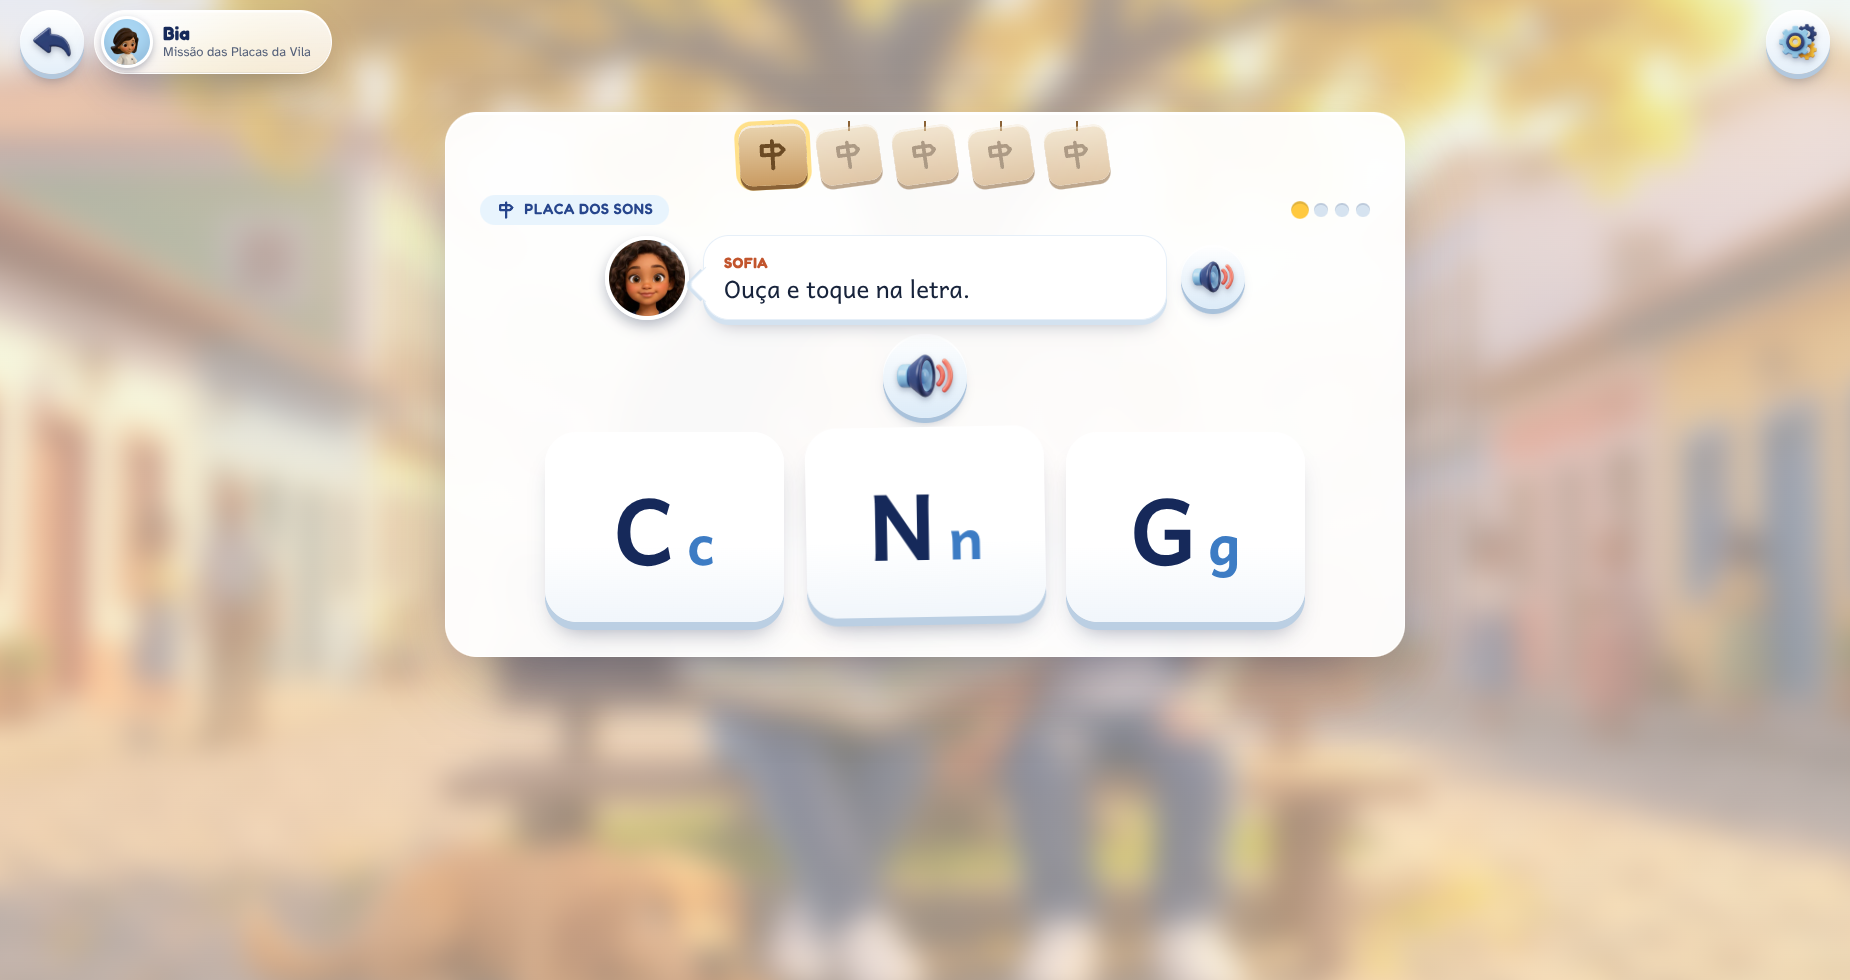 Bia
Missão das Placas da Vila
PLACA DOS SONS
SOFIA
Ouça e toque na letra.
C c
N n
G g